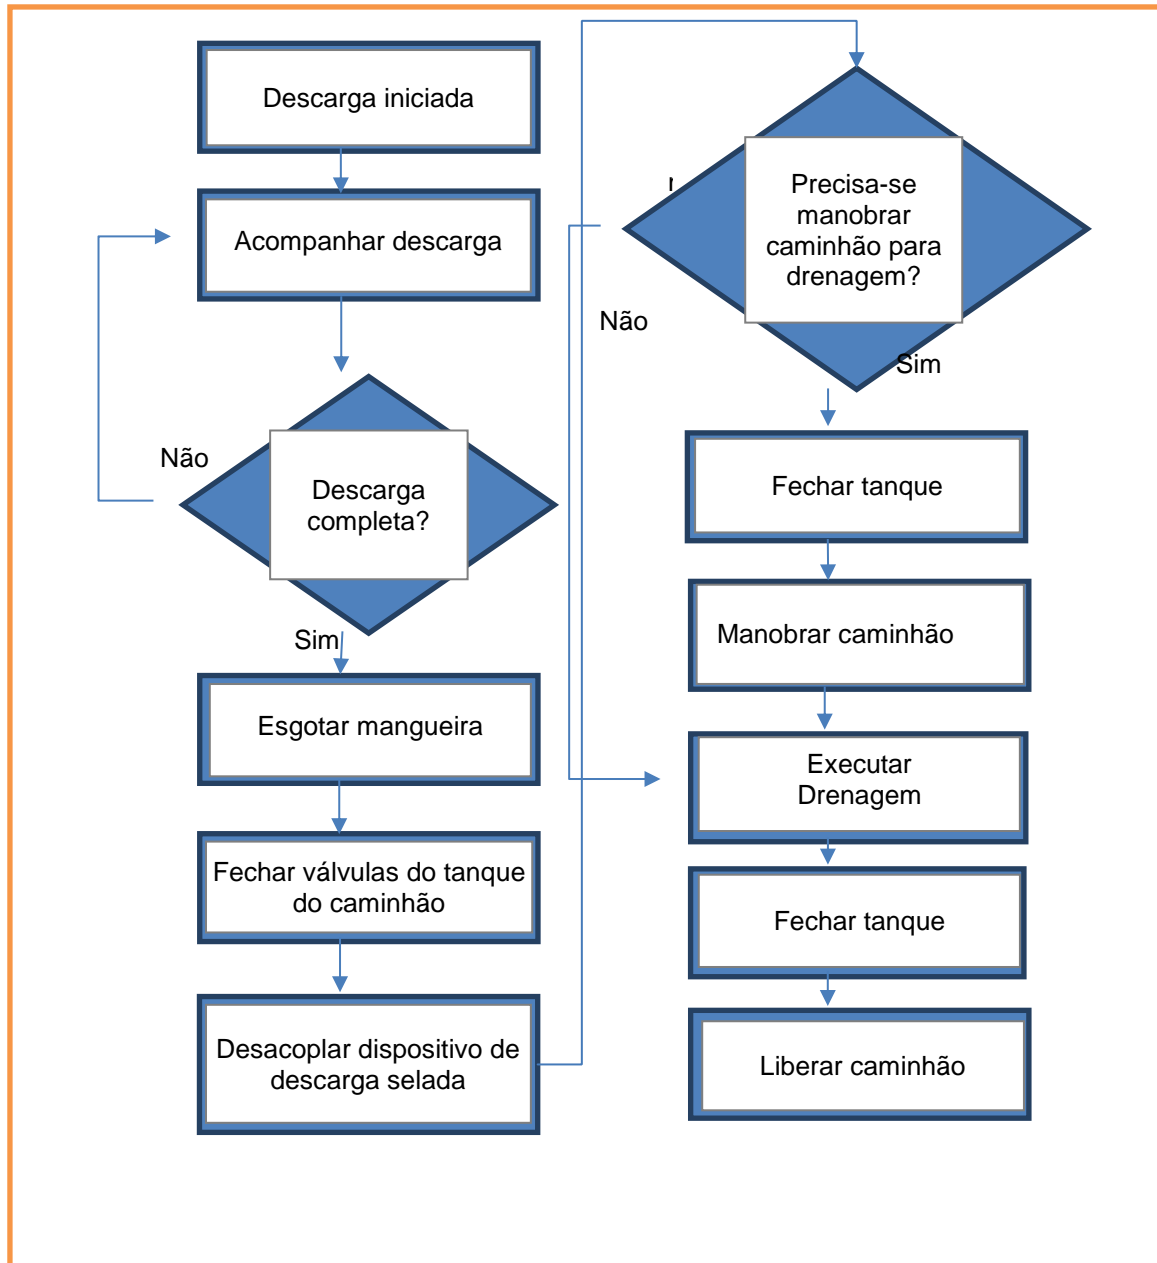 Descarga iniciada
Acompanhar descarga
Não
Descarga
completa?
Sim
Esgotar mangueira
Fechar válvulas do tanque
do caminhão
Desacoplar dispositivo de
descarga selada
Precisa-se
manobrar
caminhão para
drenagem?
Não
Sim
Fechar tanque
Manobrar caminhão
Executar
Drenagem
Fechar tanque
Liberar caminhão